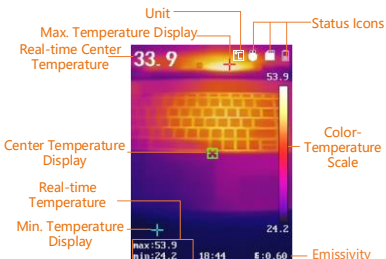 Unit
Status Icons
Max. Temperature Display
Real-time Center
Temperature
33.9
53.9
Color-
Temperature
Scale
Center Temperature
Display
Real-time
Temperature
Min. Temperature
Display
24.2
max:53.9
min:24.2 18:44 E:0.60
Emissivity